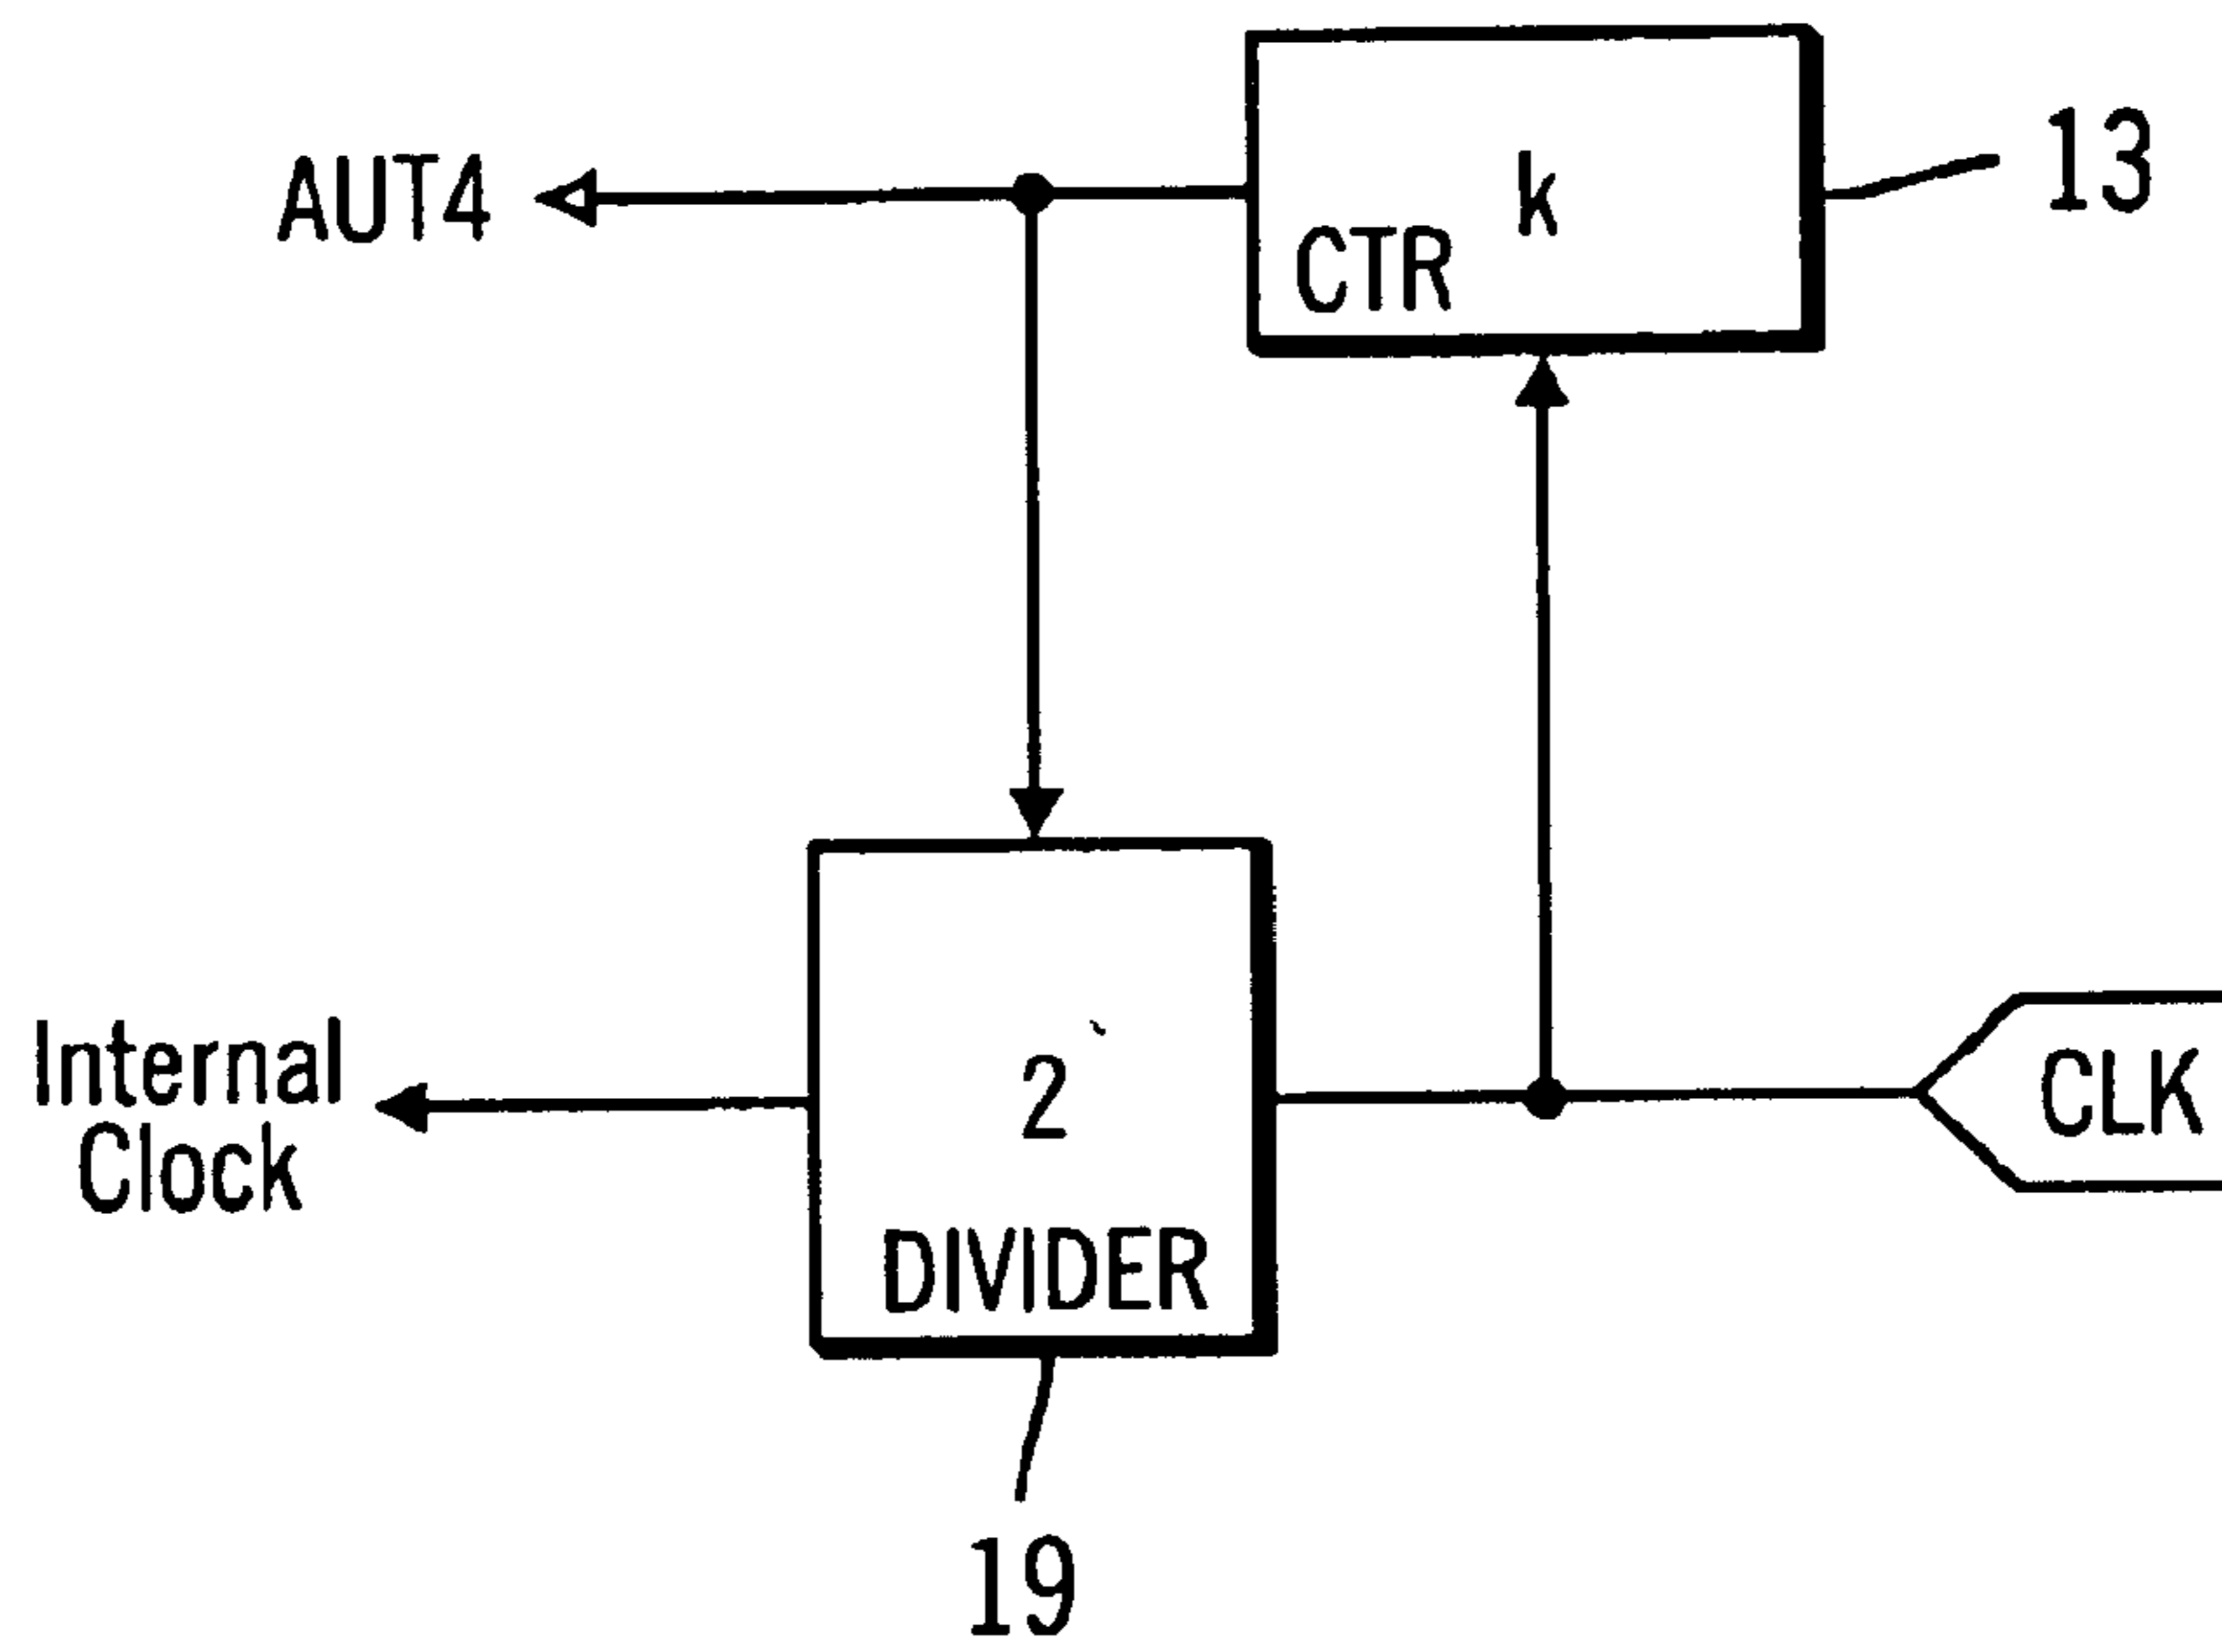 AUT4
k
CTR
13
Internal
Clock
2
DIVIDER
CLK
19